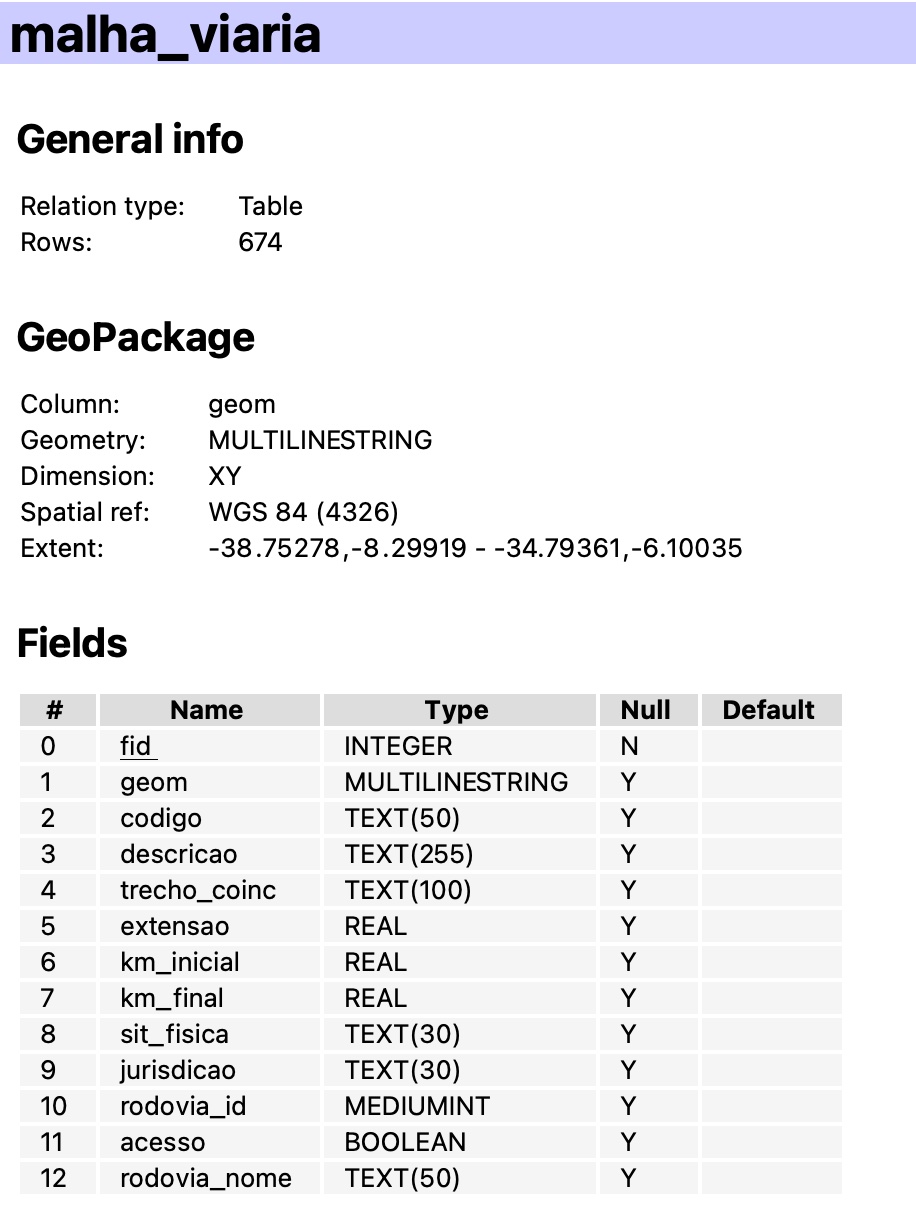 malha_viaria
General info
Relation type: Table
Rows: 674
GeoPackage
Column: geom
Geometry: MULTILINESTRING
Dimension: XY
Spatial ref: WGS 84 (4326)
Extent: -38.75278,-8.29919 - -34.79361,-6.10035
Fields
# Name Type Null Default
0 fid INTEGER N
1 geom MULTILINESTRING Y
2 codigo TEXT(50) Y
3 descricao TEXT(255) Y
4 trecho_coinc TEXT(100) Y
5 extensao REAL Y
6 km_inicial REAL Y
7 km_final REAL Y
8 sit_fisica TEXT(30) Y
9 jurisdicao TEXT(30) Y
10 rodovia_id MEDIUMINT Y
11 acesso BOOLEAN Y
12 rodovia_nome TEXT(50) Y